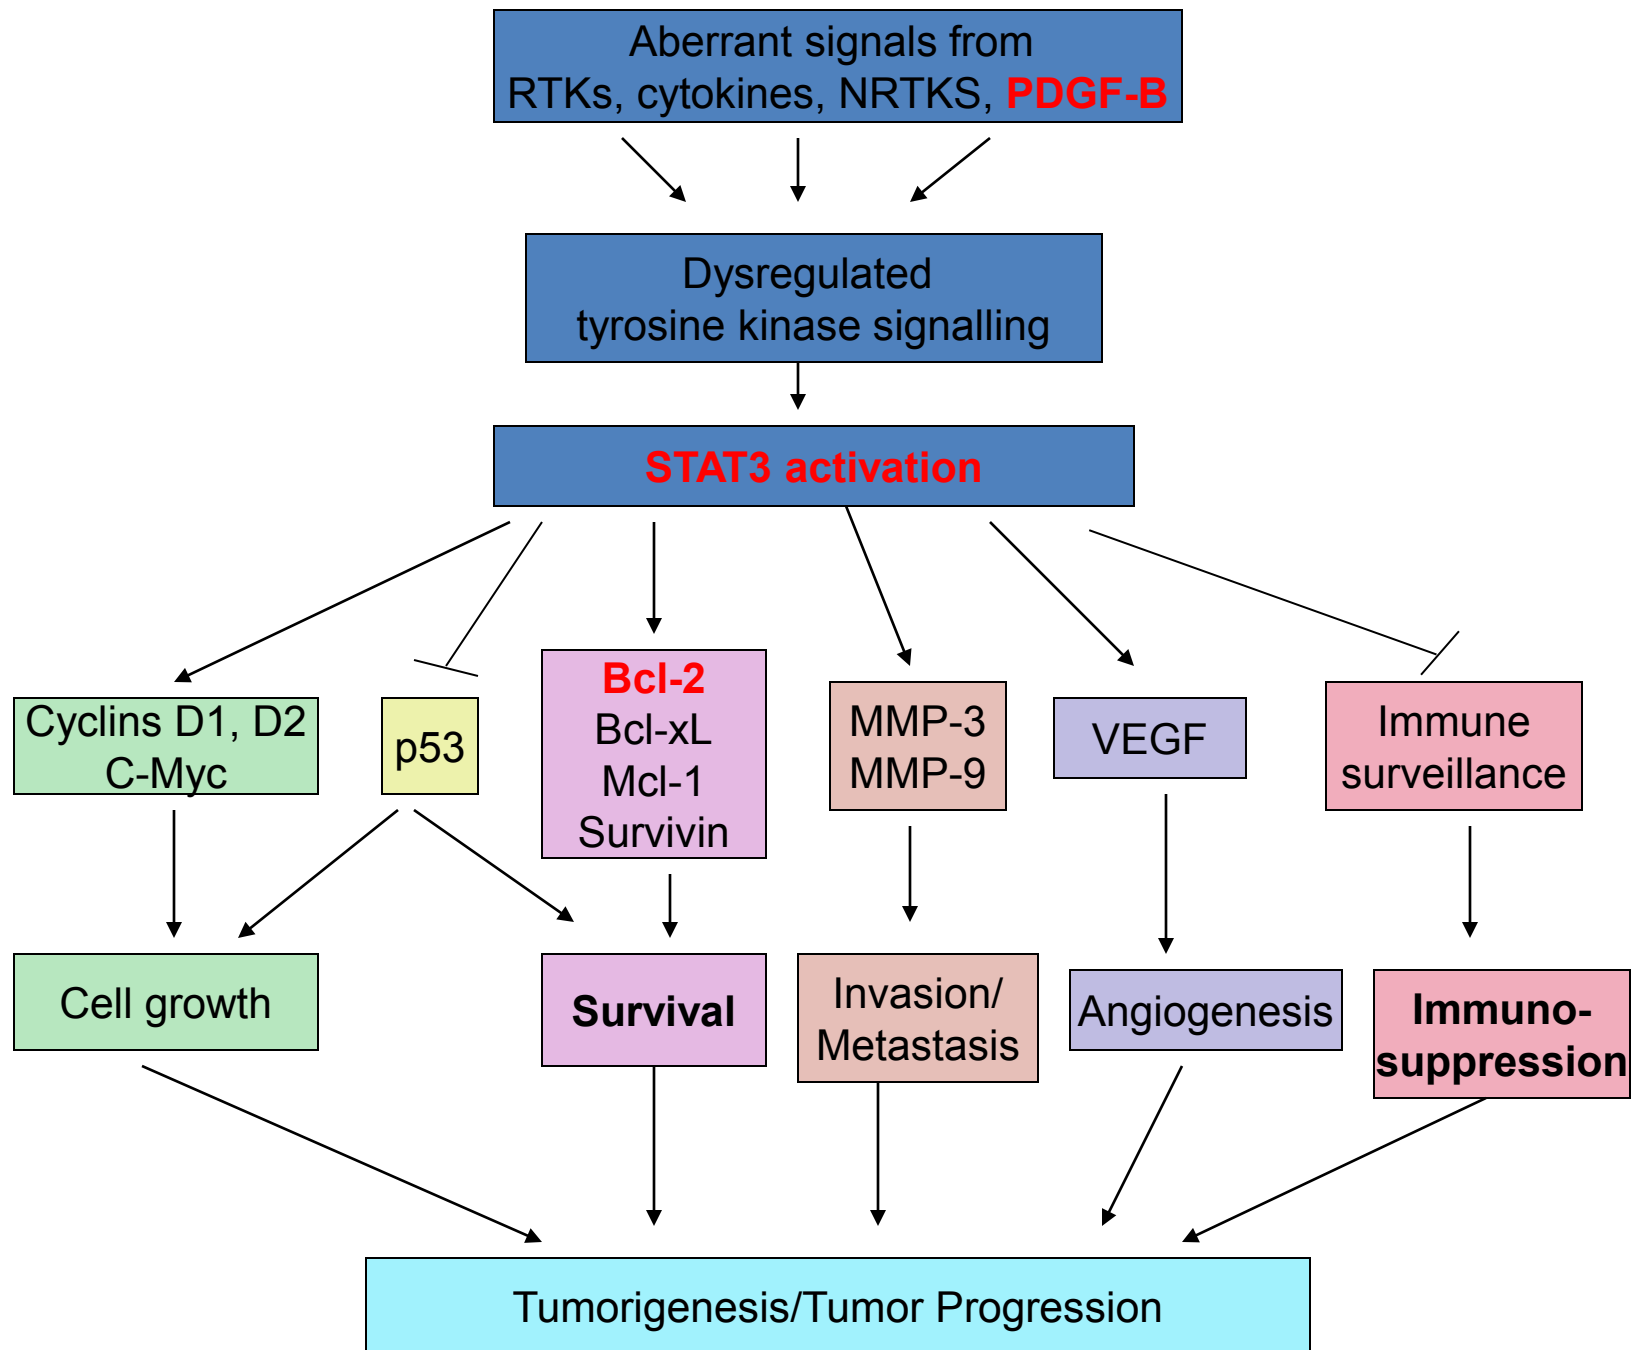 Aberrant signals from
RTKs, cytokines, NRTKS, PDGF-B
Dysregulated
tyrosine kinase signalling
STAT3 activation
Cyclins D1, D2
C-Myc
p53
Bcl-2
Bcl-xL
Mcl-1
Survivin
MMP-3
MMP-9
VEGF
Immune
surveillance
Cell growth
Survival
Invasion/
Metastasis
Angiogenesis
Immuno-
suppression
Tumorigenesis/Tumor Progression